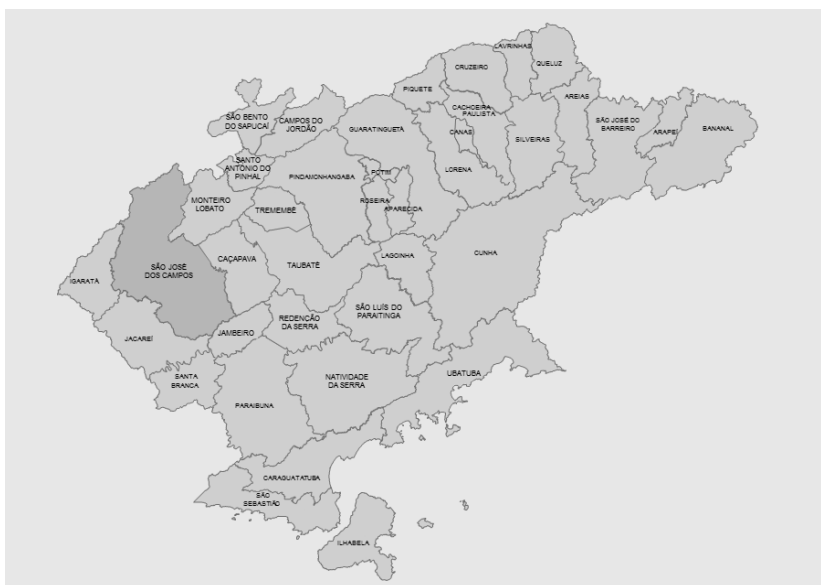 LAVRINHAS
QUELUZ
CRUZEIRO
PIQUETE
AREIAS
CACHOEIRA
PAULISTA
SÃO BENTO
DO SAPUCAÍ
CAMPOS DO
JORDÃO
GUARATINGUETÁ
CANAS
SILVEIRAS
SÃO JOSÉ DO
BARREIRO
ARAPEÍ
BANANAL
SANTO
ANTÔNIO DO
PINHAL
PINDAMONHANGABA
POTIM
LORENA
MONTEIRO
LOBATO
TREMEMBÉ
ROSEIRA
APARECIDA
IGARATÁ
SÃO JOSÉ
DOS CAMPOS
CAÇAPAVA
TAUBATÉ
LAGOINHA
CUNHA
JACAREÍ
JAMBEIRO
REDENÇÃO
DA SERRA
SÃO LUÍS DO
PARAITINGA
SANTA
BRANCA
NATIVIDADE
DA SERRA
UBATUBA
PARAIBUNA
CARAGUATATUBA
SÃO
SEBASTIÃO
ILHABELA